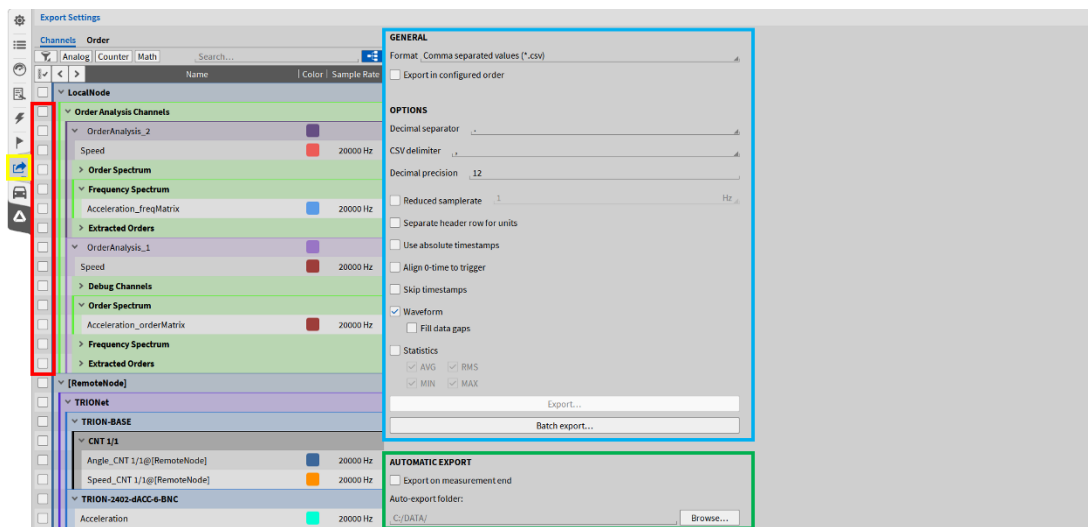 Export Settings
Channels Order
Analog Counter Math Search...
Name Color Sample Rate
LocalNode
Order Analysis Channels
OrderAnalysis_2
Speed 20000 Hz
Order Spectrum
Frequency Spectrum
Acceleration_freqMatrix 20000 Hz
Extracted Orders
OrderAnalysis_1
Speed 20000 Hz
Debug Channels
Order Spectrum
Acceleration_orderMatrix 20000 Hz
Frequency Spectrum
Extracted Orders
[RemoteNode]
TRIONet
TRION-BASE
CNT 1/1
Angle_CNT 1/1@[RemoteNode] 20000 Hz
Speed_CNT 1/1@[RemoteNode] 20000 Hz
TRION-2402-dACC-6-BNC
Acceleration 20000 Hz
GENERAL
Format Comma separated values (*.csv)
Export in configured order
OPTIONS
Decimal separator .
CSV delimiter ,
Decimal precision 12
Reduced samplerate 1 Hz
Separate header row for units
Use absolute timestamps
Align 0-time to trigger
Skip timestamps
Waveform
Fill data gaps
Statistics
AVG RMS
MIN MAX
Export...
Batch export...
AUTOMATIC EXPORT
Export on measurement end
Auto-export folder:
C:/DATA/ Browse...